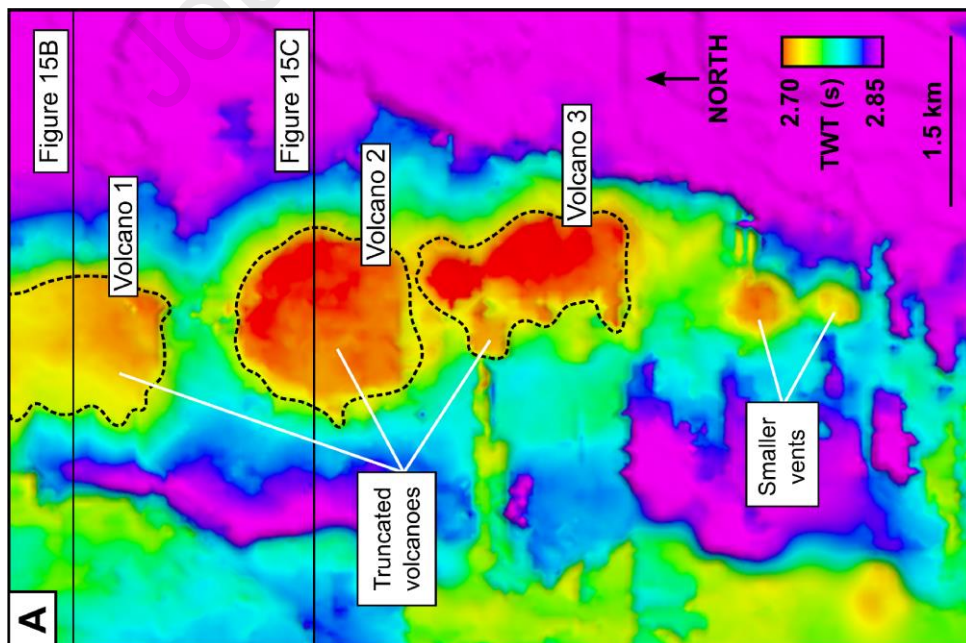 A
Figure 15B
Figure 15C
Volcano 1
Volcano 2
Volcano 3
Truncated
volcanoes
Smaller
vents
NORTH
2.70
TWT (s)
2.85
1.5 km
Jou